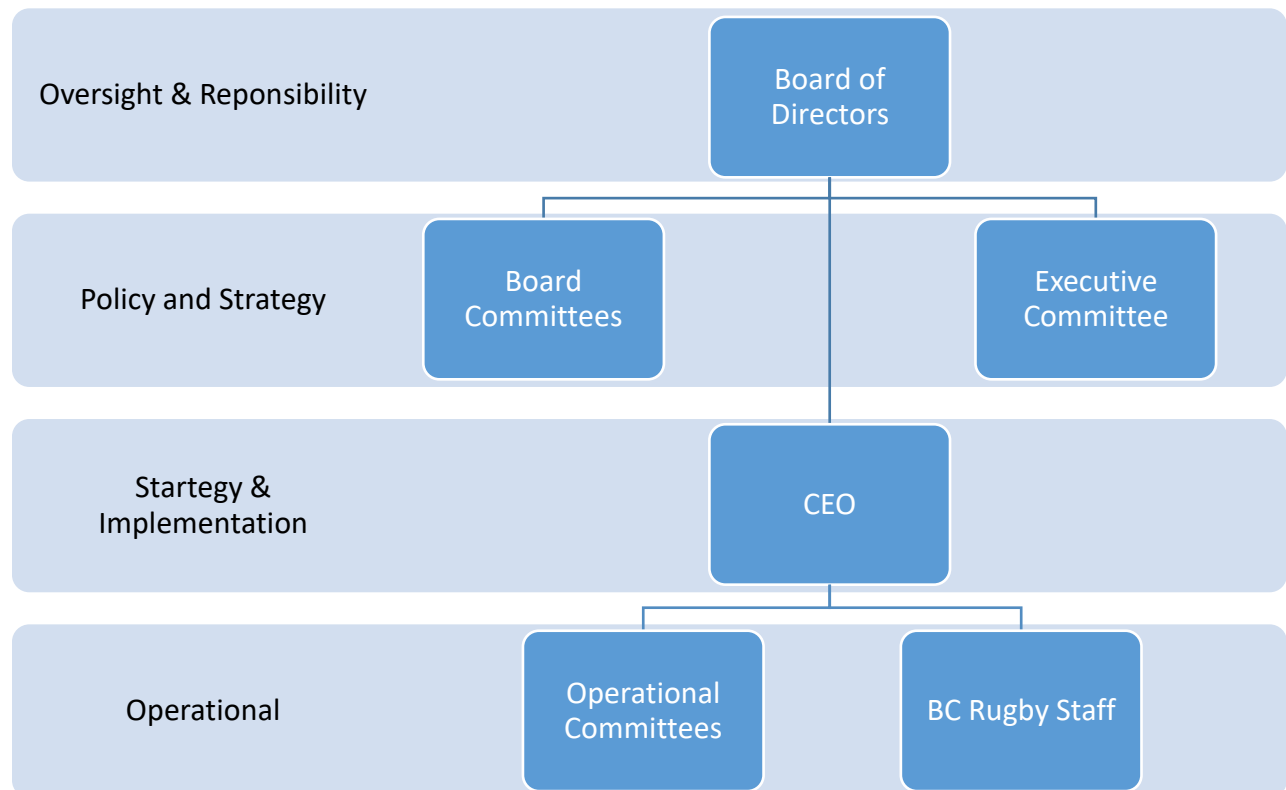 Oversight & Reponsibility
Board of
Directors
Policy and Strategy
Board
Committees
Executive
Committee
Startegy &
Implementation
CEO
Operational
Operational
Committees
BC Rugby Staff